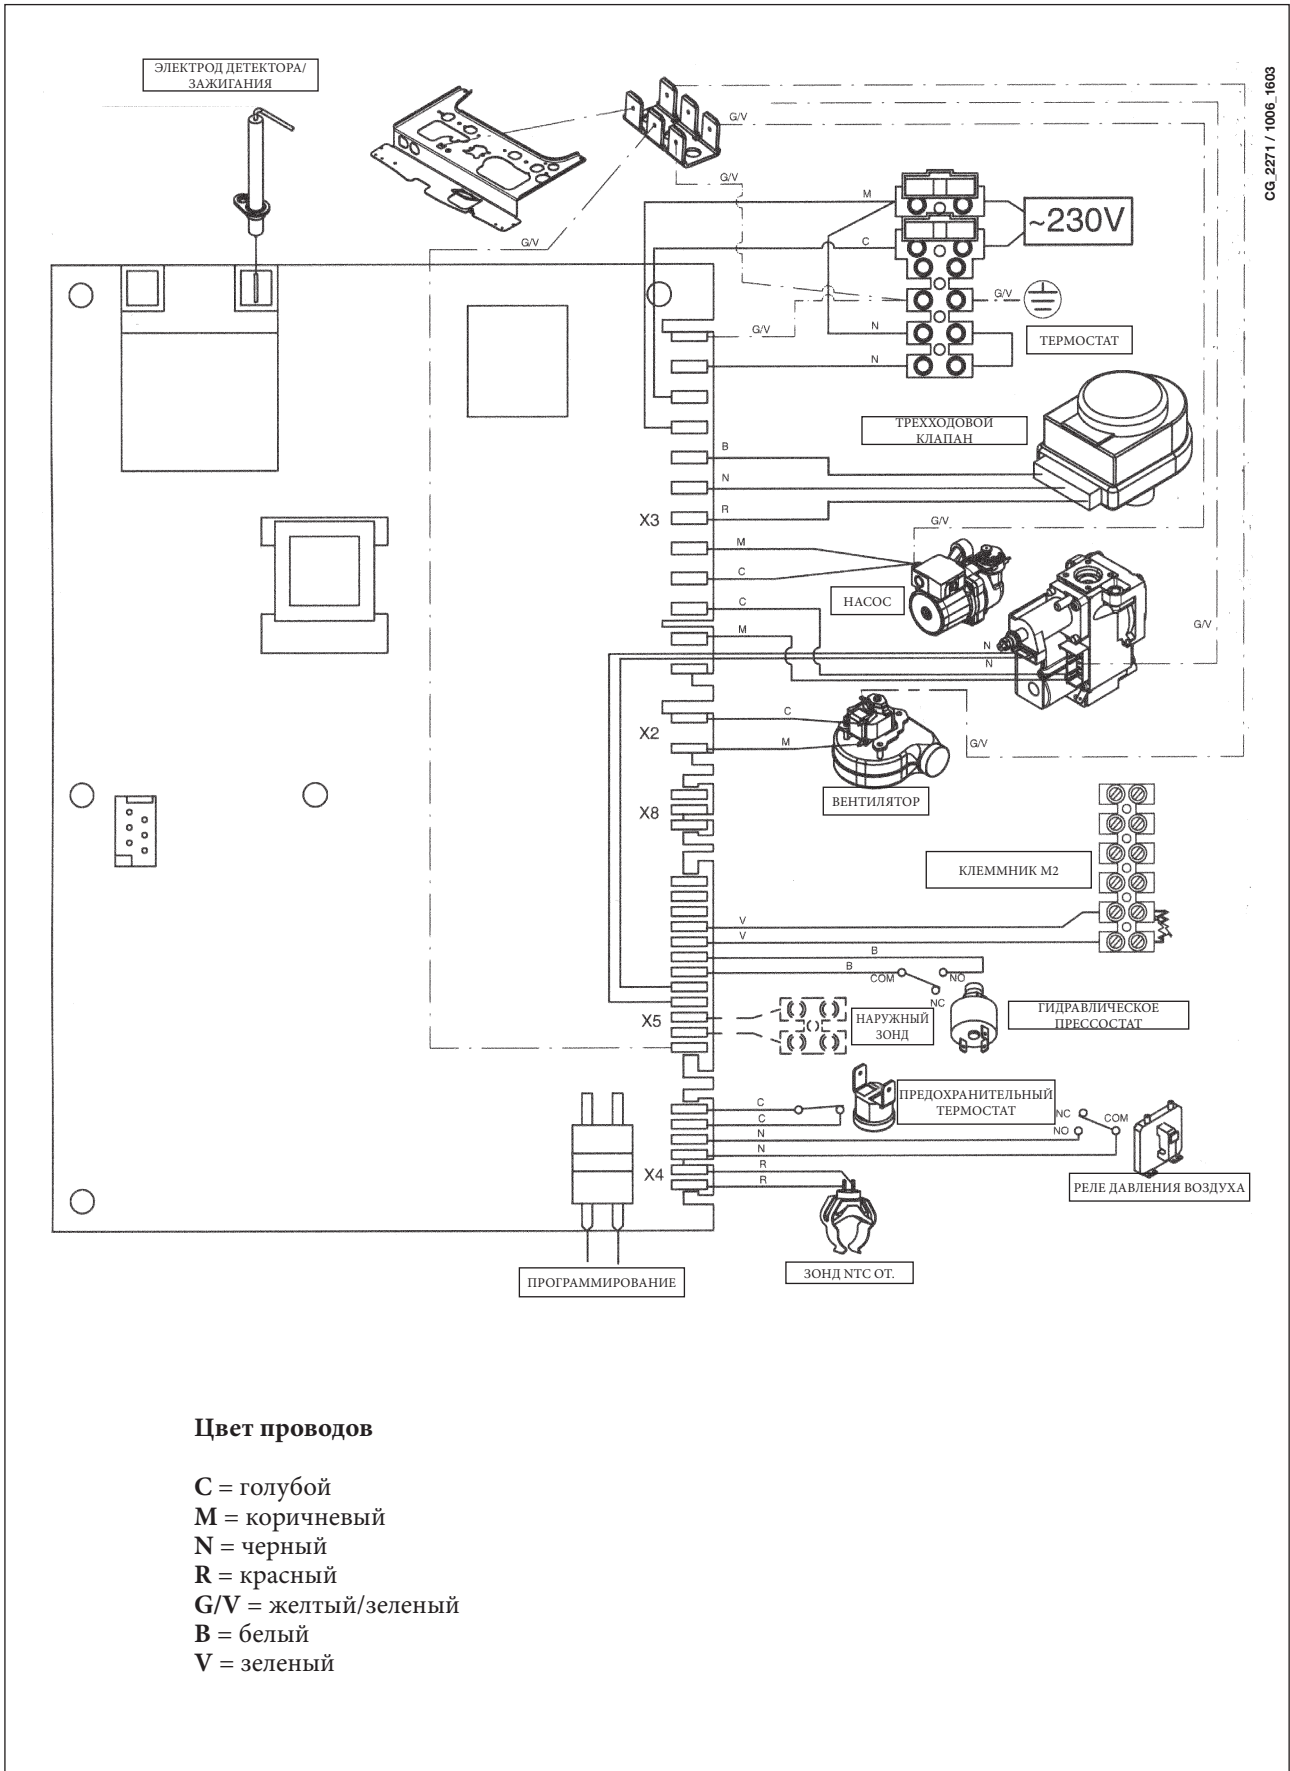 ЭЛЕКТРОД ДЕТЕКТОРА/
ЗАЖИГАНИЯ
CG_2271 / 1006_1603
G/V
G/V
G/V
M
~230V
C
G/V
G/V
N
ТЕРМОСТАТ
N
ТРЕХХОДОВОЙ
КЛАПАН
B
N
R
X3
G/V
M
C
НАСОС
C
M
G/V
N
N
C
X2
M
G/V
ВЕНТИЛЯТОР
X8
КЛЕММНИК M2
V
V
B
B
COM
NO
NC
ГИДРАВЛИЧЕСКОЕ
ПРЕССОСТАТ
X5
НАРУЖНЫЙ
ЗОНД
ПРЕДОХРАНИТЕЛЬНЫЙ
ТЕРМОСТАТ
C
C
N
N
NC
NO
COM
R
R
X4
РЕЛЕ ДАВЛЕНИЯ ВОЗДУХА
ЗОНД NTC ОТ.
ПРОГРАММИРОВАНИЕ
Цвет проводов
C = голубой
M = коричневый
N = черный
R = красный
G/V = желтый/зеленый
B = белый
V = зеленый